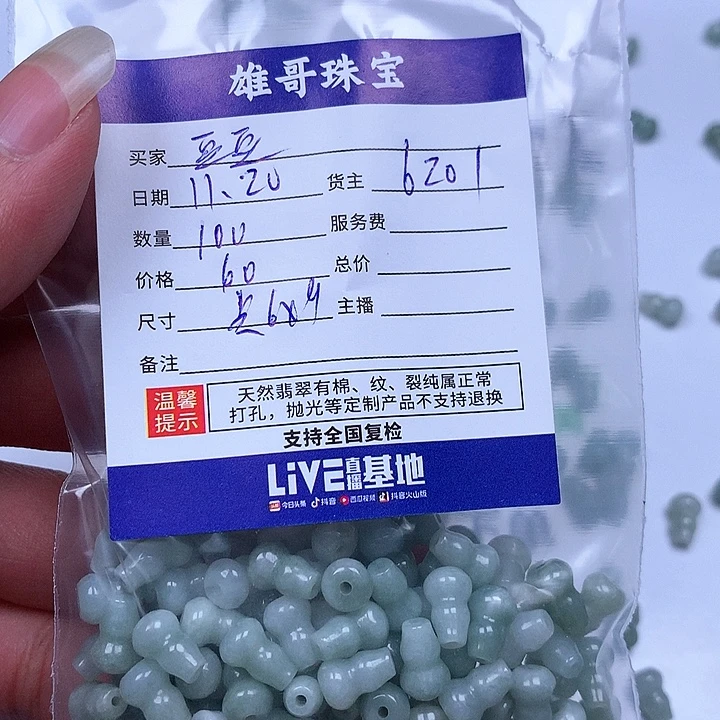 雄哥珠宝
买家 豆豆
日期 11.20 货主 6201
数量 100 服务费
价格 60 总价
尺寸 6x9 主播
备注
温馨提示 天然翡翠有棉、纹、裂纯属正常
打孔，抛光等定制产品不支持退换
支持全国复检
LiVE直播基地
今日头条 抖音 西瓜视频 抖音火山版